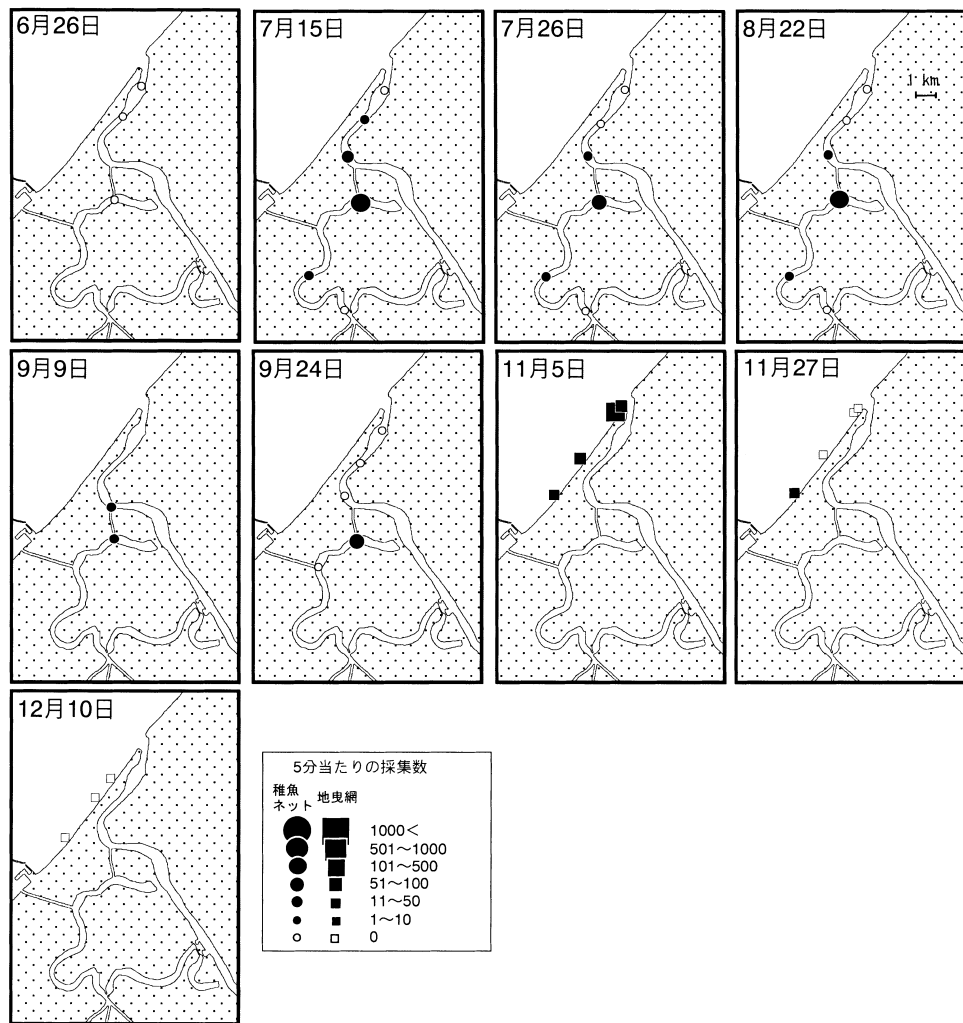 6月26日
7月15日
7月26日
8月22日
1 km
9月9日
9月24日
11月5日
11月27日
12月10日
5分当たりの採集数
稚魚
ネット 地曳網
1000<
501〜1000
101〜500
51〜100
11〜50
1〜10
0